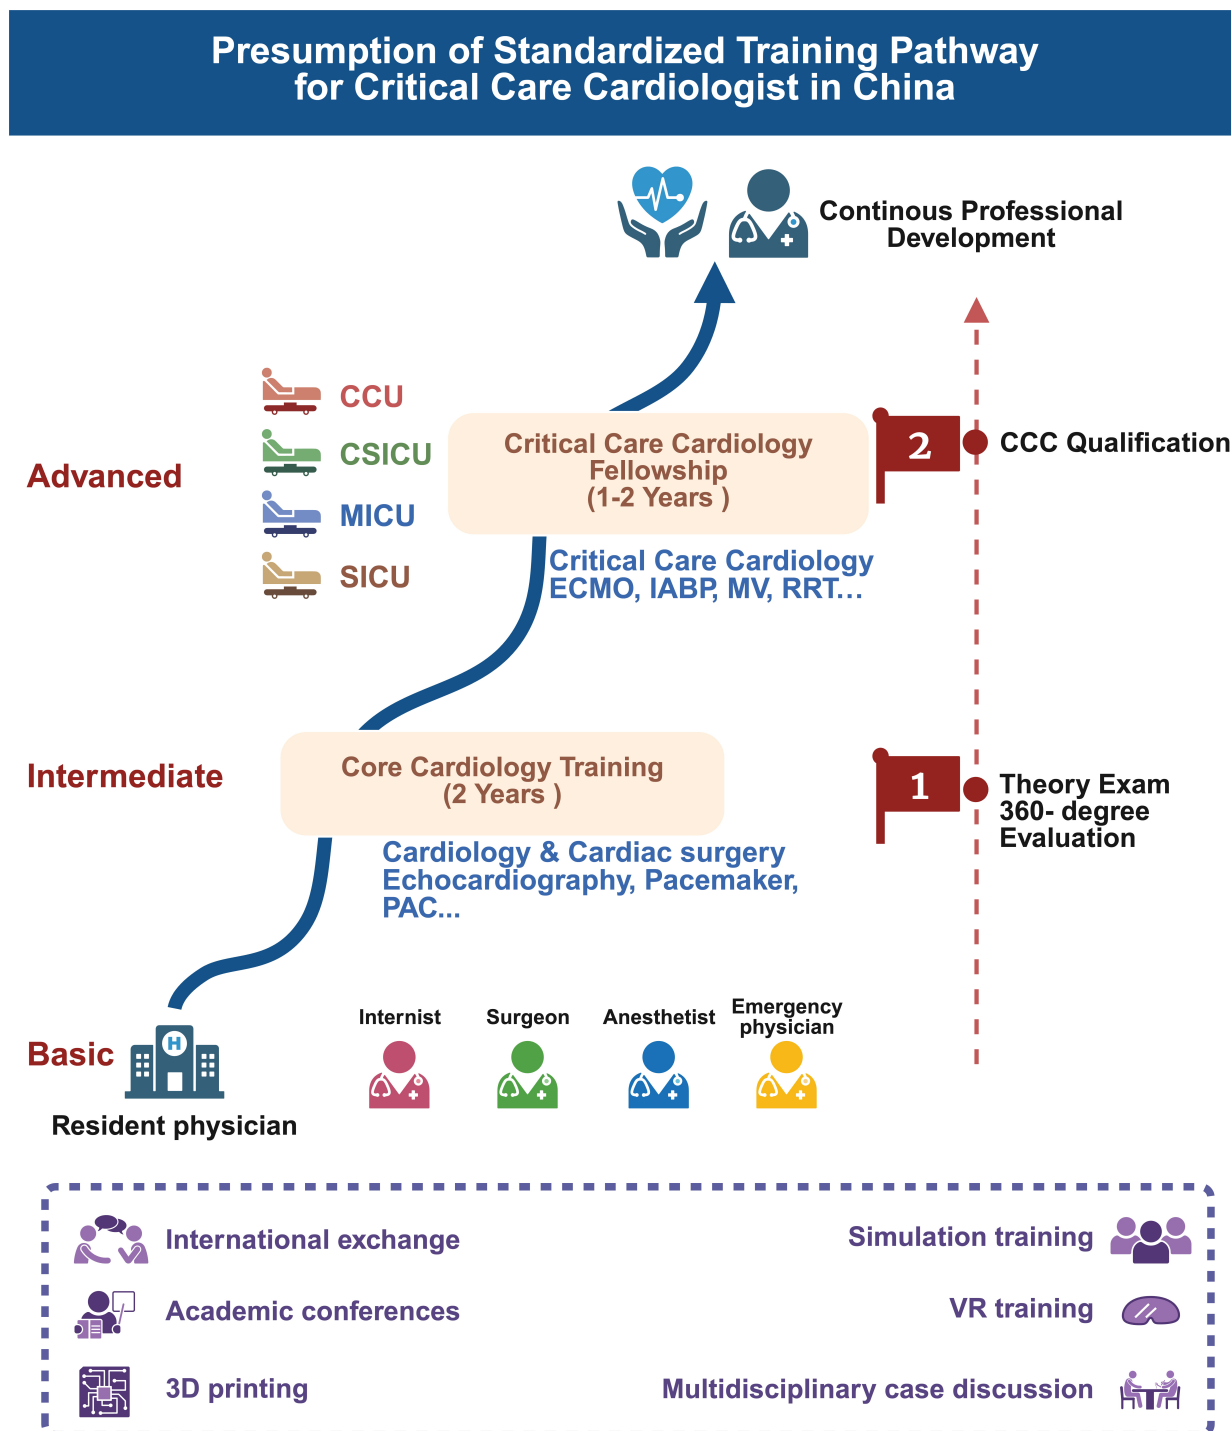 Presumption of Standardized Training Pathway
for Critical Care Cardiologist in China
Continous Professional
Development
CCU
CSICU
MICU
SICU
Advanced
Critical Care Cardiology
Fellowship
(1-2 Years )
2
CCC Qualification
Critical Care Cardiology
ECMO, IABP, MV, RRT...
Intermediate
Core Cardiology Training
(2 Years )
1
Theory Exam
360- degree
Evaluation
Cardiology & Cardiac surgery
Echocardiography, Pacemaker,
PAC...
Basic
H
Resident physician
Internist
Surgeon
Anesthetist
Emergency
physician
International exchange
Simulation training
Academic conferences
VR training
3D printing
Multidisciplinary case discussion